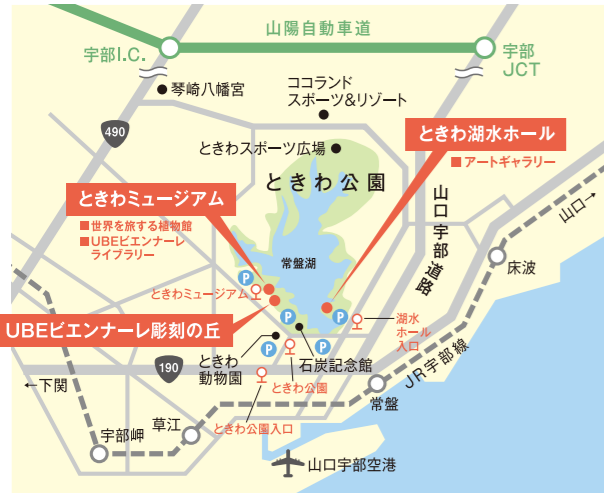 山陽自動車道
宇部I.C.
宇部
JCT
琴崎八幡宮
ココランド
スポーツ&リゾート
490
ときわスポーツ広場
ときわ湖水ホール
■アートギャラリー
ときわ公園
ときわミュージアム
■世界を旅する植物館
■UBEビエンナーレ
ライブラリー
山口宇部道路
山口→
常盤湖
床波
P
ときわミュージアム
UBEビエンナーレ彫刻の丘
P
P
湖水
ホール
入口
P
P
ときわ
動物園
石炭記念館
JR宇部線
190
←下関
ときわ公園
常盤
草江
ときわ公園入口
宇部岬
山口宇部空港